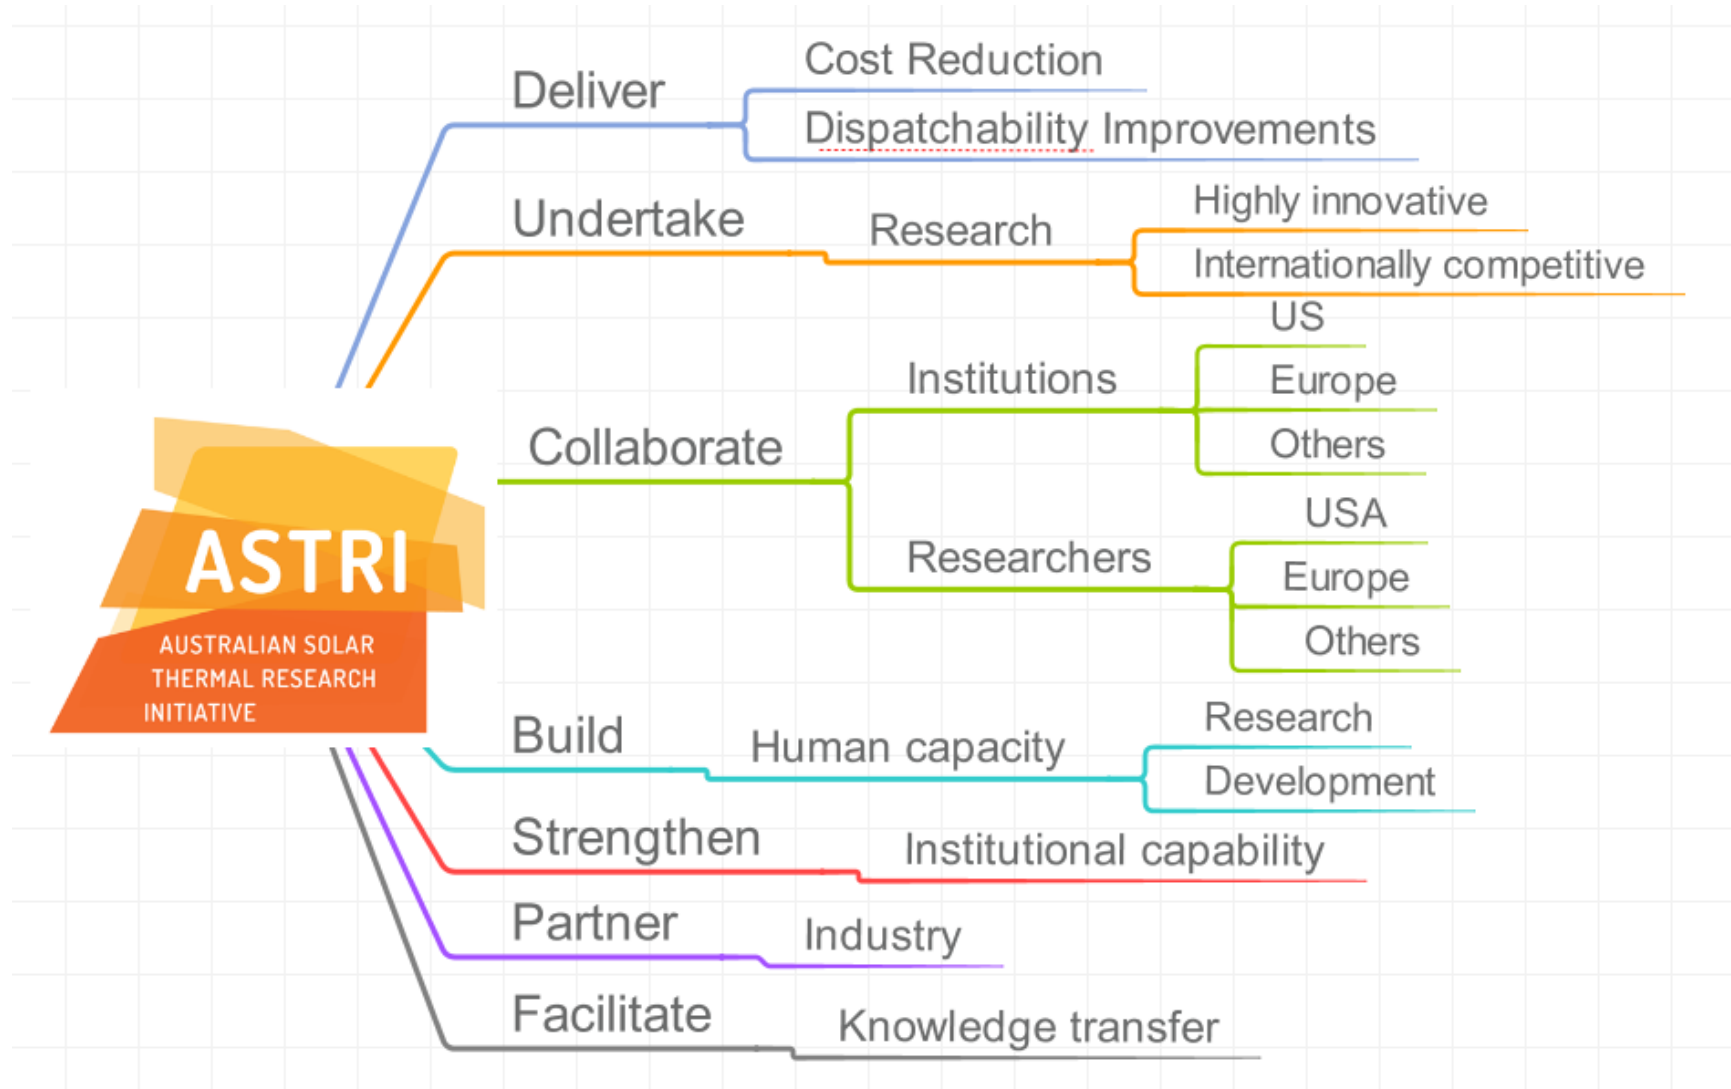 Deliver
Cost Reduction
Dispatchability Improvements
Undertake
Research
Highly innovative
Internationally competitive
Collaborate
Institutions
US
Europe
Others
Researchers
USA
Europe
Others
ASTRI
AUSTRALIAN SOLAR
THERMAL RESEARCH
INITIATIVE
Build
Human capacity
Research
Development
Strengthen
Institutional capability
Partner
Industry
Facilitate
Knowledge transfer